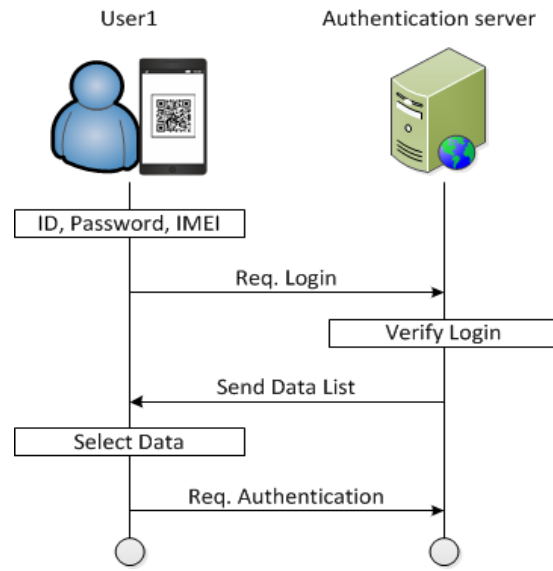 User1
Authentication server
ID, Password, IMEI
Req. Login
Verify Login
Send Data List
Select Data
Req. Authentication